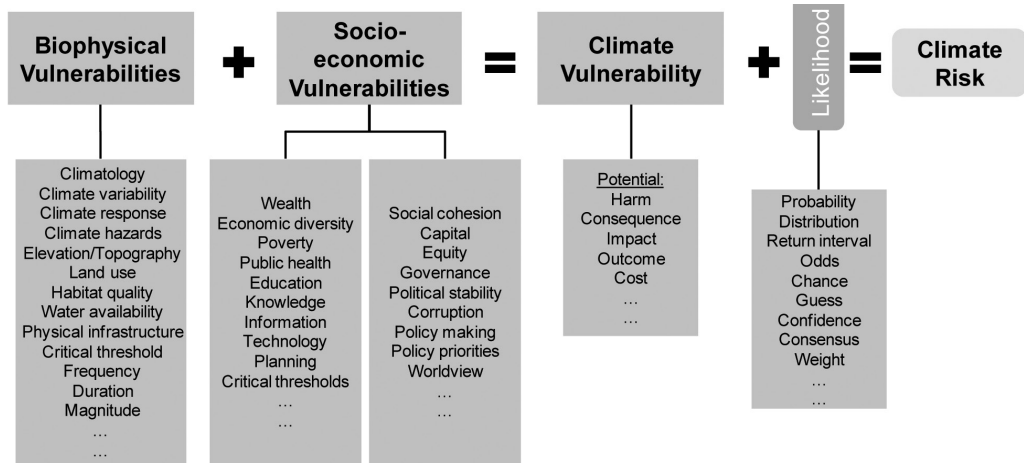 Biophysical
Vulnerabilities
+
Socio-
economic
Vulnerabilities
=
Climate
Vulnerability
+
Likelihood
=
Climate
Risk
Climatology
Climate variability
Climate response
Climate hazards
Elevation/Topography
Land use
Habitat quality
Water availability
Physical infrastructure
Critical threshold
Frequency
Duration
Magnitude
…
…
Wealth
Economic diversity
Poverty
Public health
Education
Knowledge
Information
Technology
Planning
Critical thresholds
…
…
Social cohesion
Capital
Equity
Governance
Political stability
Corruption
Policy making
Policy priorities
Worldview
…
…
Potential:
Harm
Consequence
Impact
Outcome
Cost
…
…
Probability
Distribution
Return interval
Odds
Chance
Guess
Confidence
Consensus
Weight
…
…